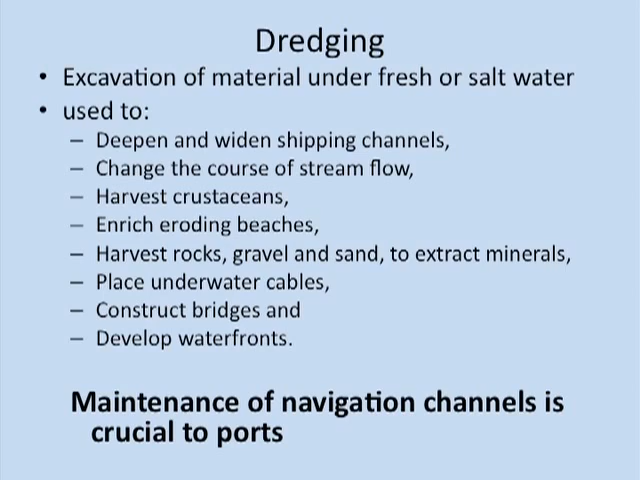 Dredging
• Excavation of material under fresh or salt water
• used to:
– Deepen and widen shipping channels,
– Change the course of stream flow,
– Harvest crustaceans,
– Enrich eroding beaches,
– Harvest rocks, gravel and sand, to extract minerals,
– Place underwater cables,
– Construct bridges and
– Develop waterfronts.
Maintenance of navigation channels is
crucial to ports